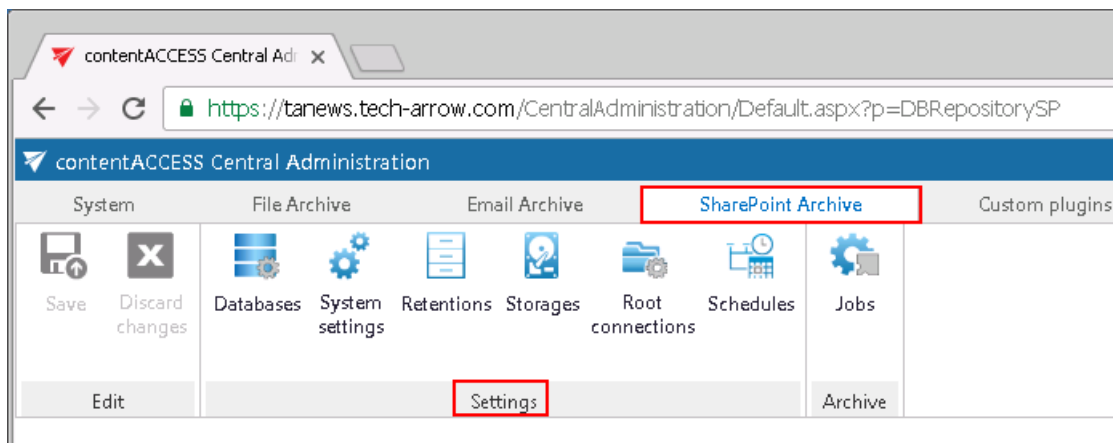 contentACCESS Central Adr
https://tanews.tech-arrow.com/CentralAdministration/Default.aspx?p=DBRepositorySP
contentACCESS Central Administration
System File Archive Email Archive SharePoint Archive Custom plugins
Save Discard changes Databases System settings Retentions Storages Root connections Schedules Jobs
Edit Settings Archive